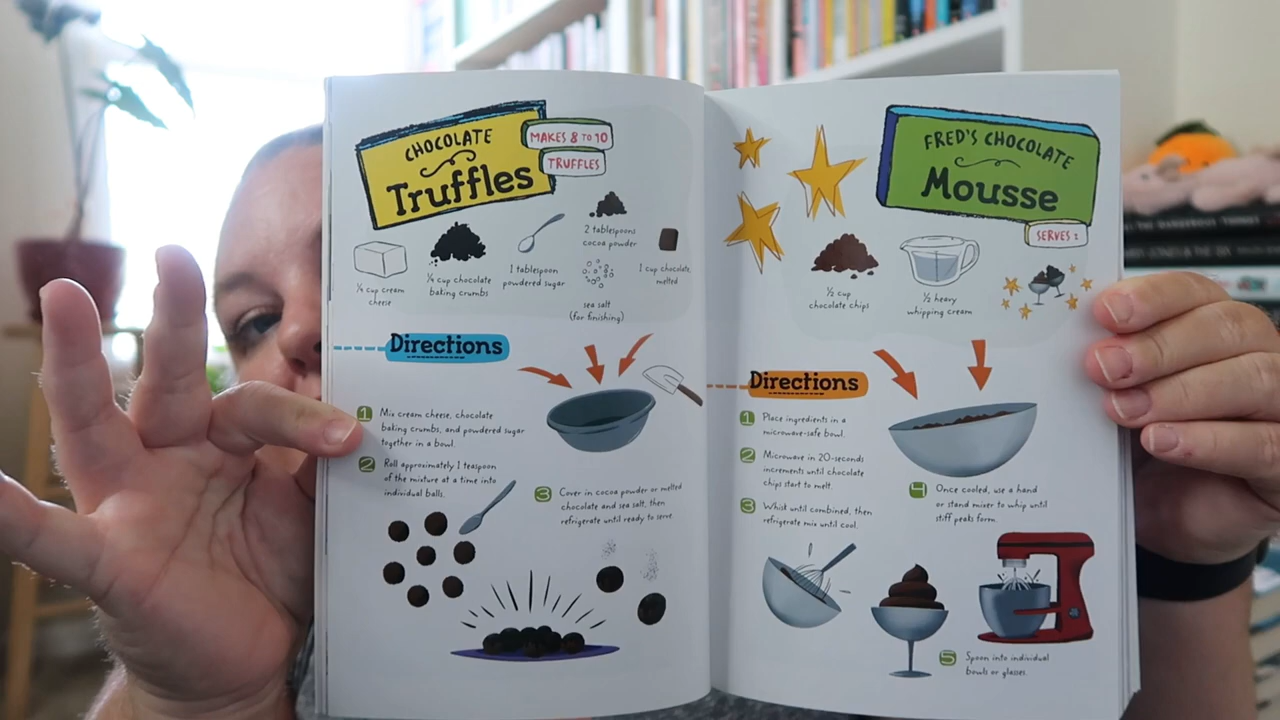 CHOCOLATE
Truffles
MAKES 8 TO 10
TRUFFLES
2 tablespoons
cocoa powder
¼ cup cream
cheese
¼ cup chocolate
baking crumbs
1 tablespoon
powdered sugar
sea salt
(for finishing)
1 cup chocolate,
melted
Directions
1 Mix cream cheese, chocolate
baking crumbs, and powdered sugar
together in a bowl.
2 Roll approximately 1 teaspoon
of the mixture at a time into
individual balls.
3 Cover in cocoa powder or melted
chocolate and sea salt, then
refrigerate until ready to serve.
FRED'S CHOCOLATE
Mousse
SERVES
½ cup
chocolate chips
½ heavy
whipping cream
Directions
1 Place ingredients in a
microwave-safe bowl.
2 Microwave in 20-seconds
increments until chocolate
chips start to melt.
3 Whisk until combined, then
refrigerate mix until cool.
4 Once cooled, use a hand
or stand mixer to whip until
stiff peaks form.
5 Spoon into individual
bowls or glasses.